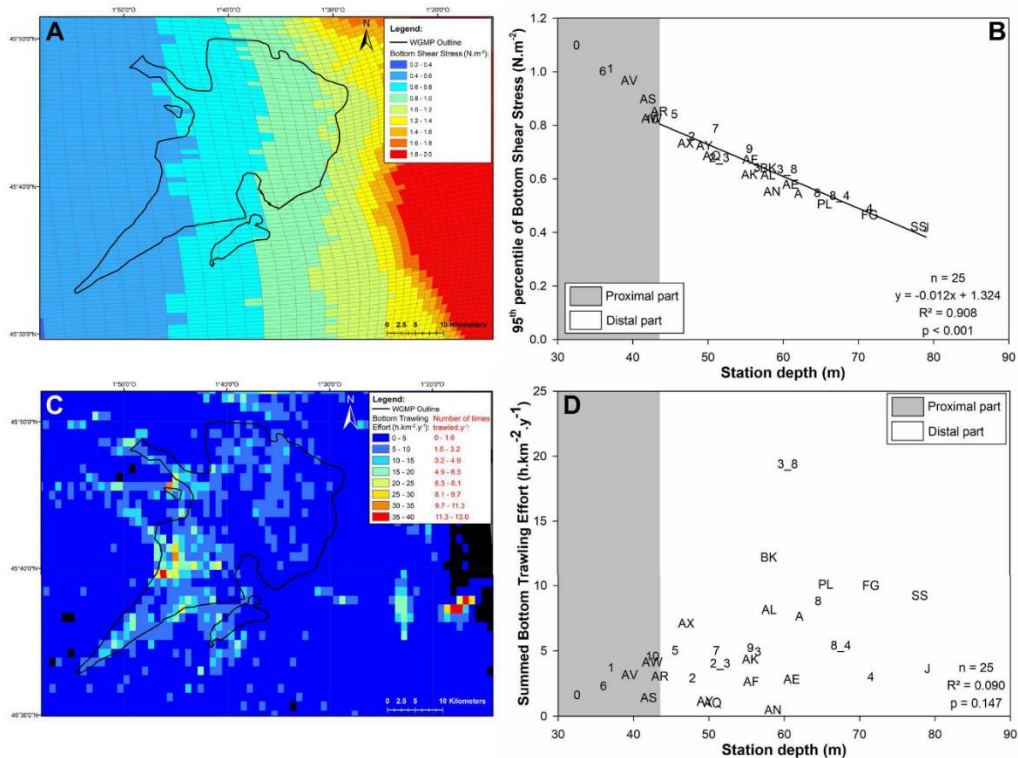 A
1°50'0"
1°40'0"
1°30'0"
1°20'0"
45°50'0"N
45°40'0"N
45°30'0"N
N
Legend:
WGMP Outline
Bottom Shear Stress (N.m-2):
0.2 - 0.4
0.4 - 0.6
0.6 - 0.8
0.8 - 1.0
1.0 - 1.2
1.2 - 1.4
1.4 - 1.6
1.6 - 1.8
1.8 - 2.0
0 2.5 5 10 Kilometers
B
95th percentile of Bottom Shear Stress (N.m-2)
1.2
1.0
0.8
0.6
0.4
0.2
0.0
0
6 1
AV
AS
AR
5
2
7
AX
AY
3
9
AF
AK
BK 3_8
AL
AN
AE
A
8
PL
8_4
4
FG
SS J
Proximal part
Distal part
n = 25
y = -0.012x + 1.324
R² = 0.908
p < 0.001
30 40 50 60 70 80 90
Station depth (m)
C
1°50'0"
1°40'0"
1°30'0"
1°20'0"
45°50'0"N
45°40'0"N
45°30'0"N
N
Legend:
WGMP Outline
Bottom Trawling Effort (h.km-2.y-1): Number of times trawled.y-1:
0 - 5 0 - 1.6
5 - 10 1.6 - 3.2
10 - 15 3.2 - 4.9
15 - 20 4.9 - 6.5
20 - 25 6.5 - 8.1
25 - 30 8.1 - 9.7
30 - 35 9.7 - 11.3
35 - 40 11.3 - 13.0
0 2.5 5 10 Kilometers
D
Summed Bottom Trawling Effort (h.km-2.y-1)
25
20
15
10
5
0
Proximal part
Distal part
3_8
BK
PL
FG
8
SS
AL
A
AX
10
5
7
9
3
8_4
1
AW
AK
2_3
AV
AR
2
J
6
AF
AE
4
0
AS
AY
AQ
AN
n = 25
R² = 0.090
p = 0.147
30 40 50 60 70 80 90
Station depth (m)